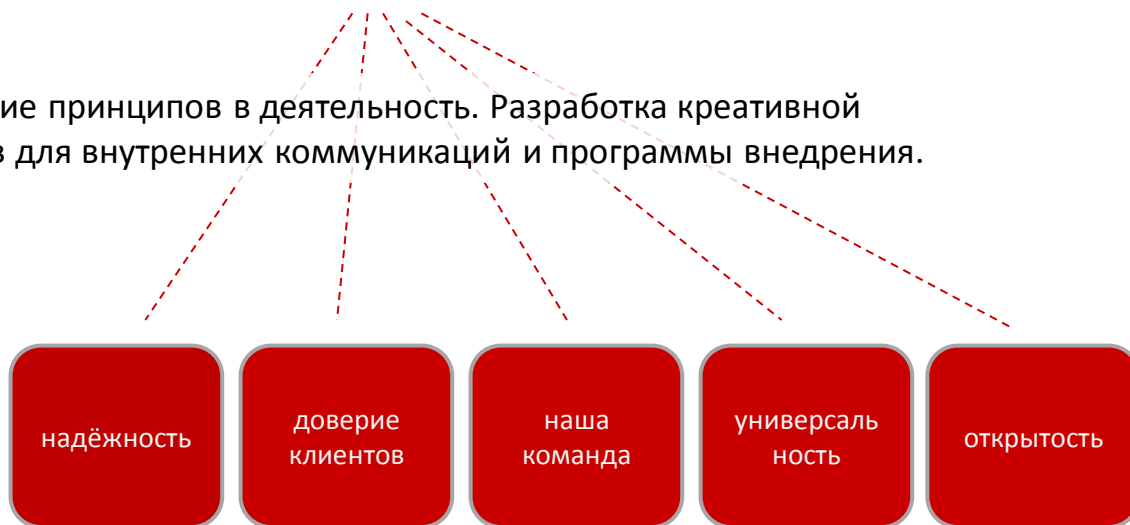 ие принципов в деятельность. Разработка креативной
в для внутренних коммуникаций и программы внедрения.
надёжность
доверие
клиентов
наша
команда
универсаль
ность
открытость